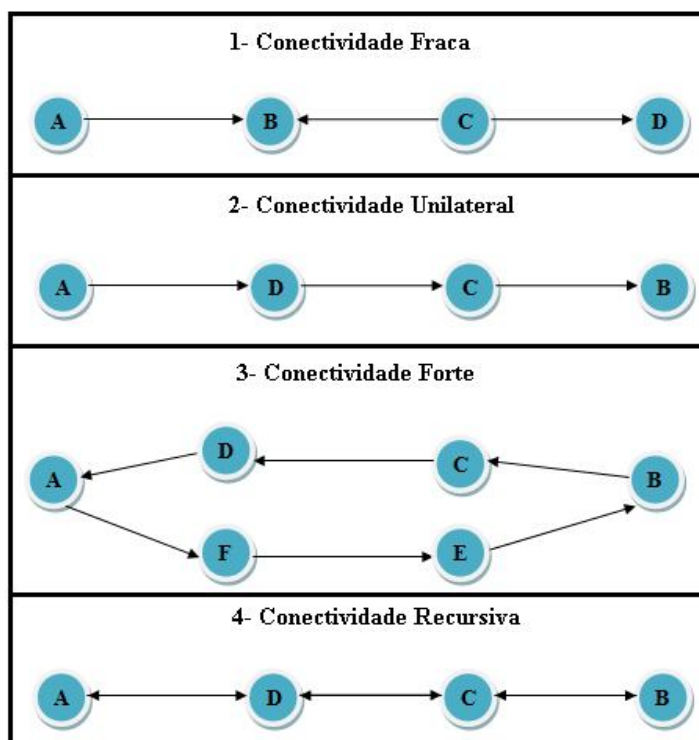 1- Conectividade Fraca
A B C D
2- Conectividade Unilateral
A D C B
3- Conectividade Forte
D C
A B
F E
4- Conectividade Recursiva
A D C B